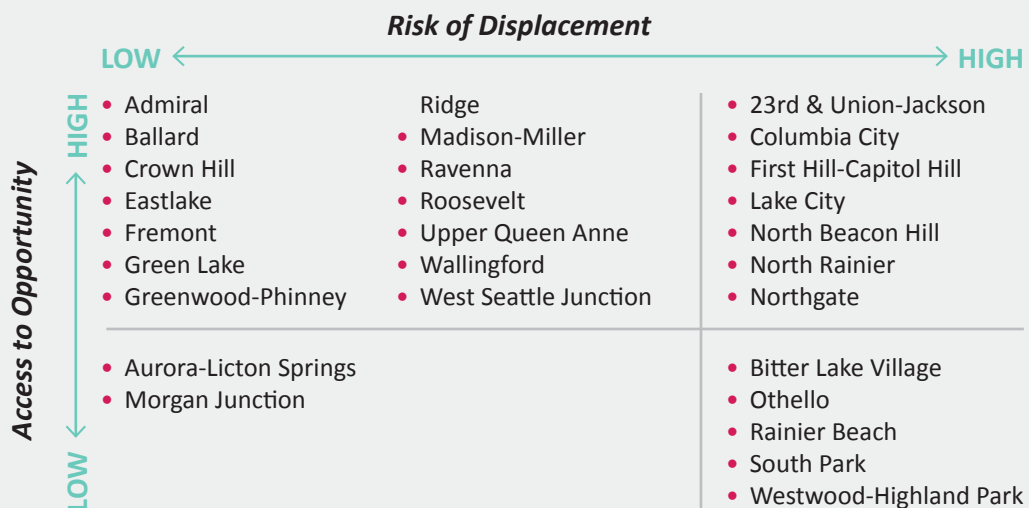 Risk of Displacement
LOW
HIGH
Access to Opportunity
HIGH
• Admiral
• Ballard
• Crown Hill
• Eastlake
• Fremont
• Green Lake
• Greenwood-Phinney
Ridge
• Madison-Miller
• Ravenna
• Roosevelt
• Upper Queen Anne
• Wallingford
• West Seattle Junction
• 23rd & Union-Jackson
• Columbia City
• First Hill-Capitol Hill
• Lake City
• North Beacon Hill
• North Rainier
• Northgate
LOW
• Aurora-Licton Springs
• Morgan Junction
• Bitter Lake Village
• Othello
• Rainier Beach
• South Park
• Westwood-Highland Park